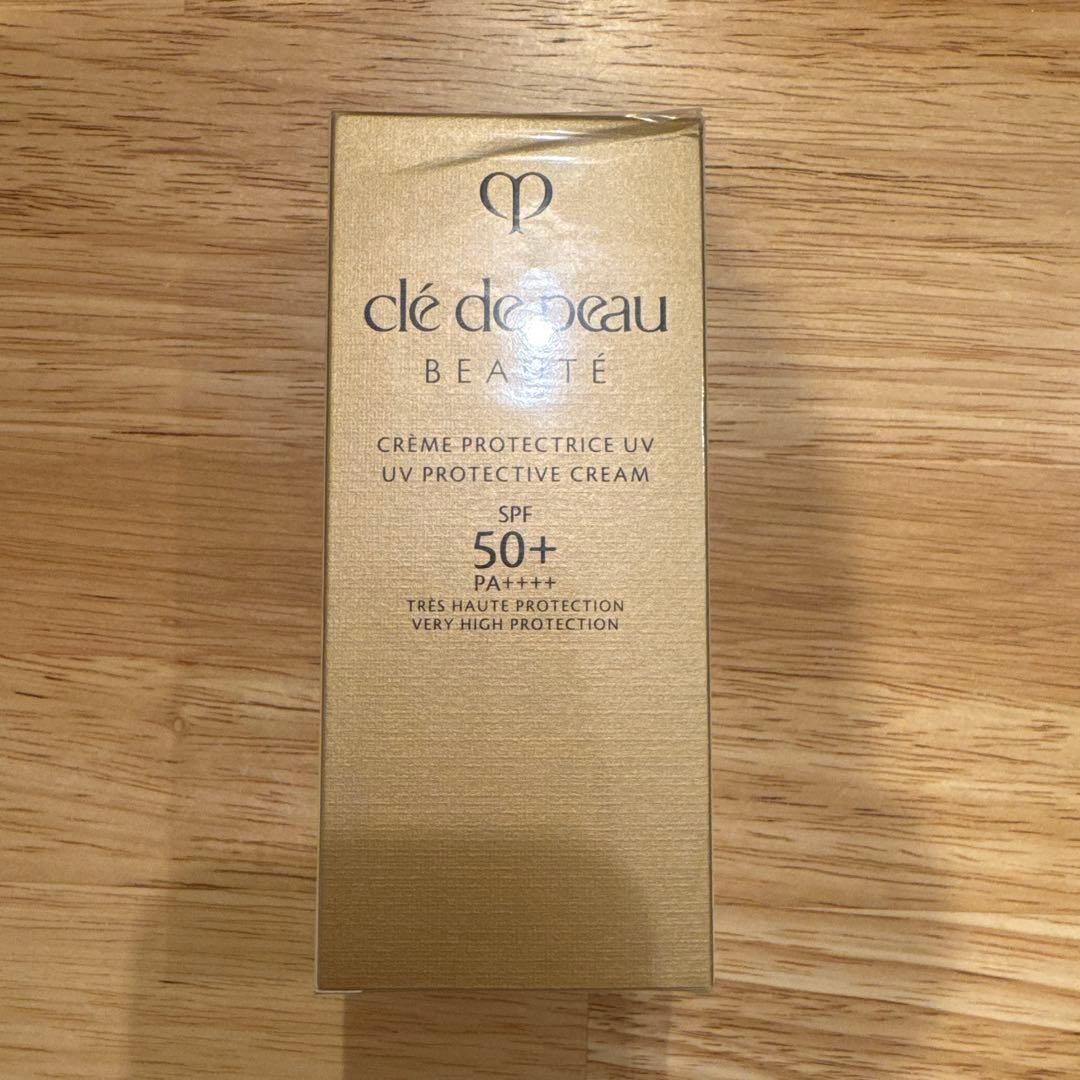 clé de peau
BEAUTÉ
CRÈME PROTECTRICE UV
UV PROTECTIVE CREAM
SPF
50+
PA++++
TRÈS HAUTE PROTECTION
VERY HIGH PROTECTION